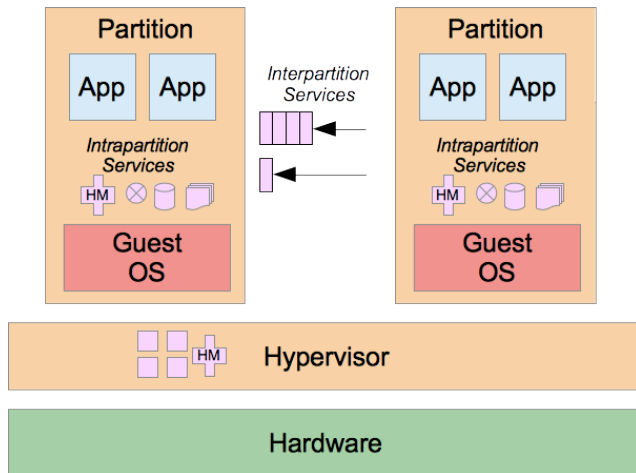 Partition
App App
Intrapartition
Services
HM
Guest
OS
Interpartition
Services
Partition
App App
Intrapartition
Services
HM
Guest
OS
HM
Hypervisor
Hardware